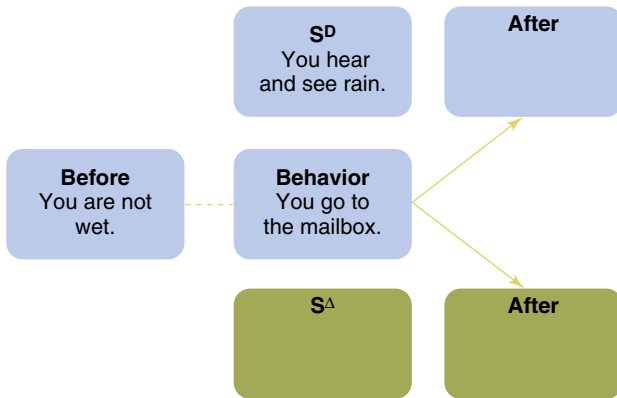 Sᴰ
You hear
and see rain.
After
Before
You are not
wet.
Behavior
You go to
the mailbox.
S^Δ
After